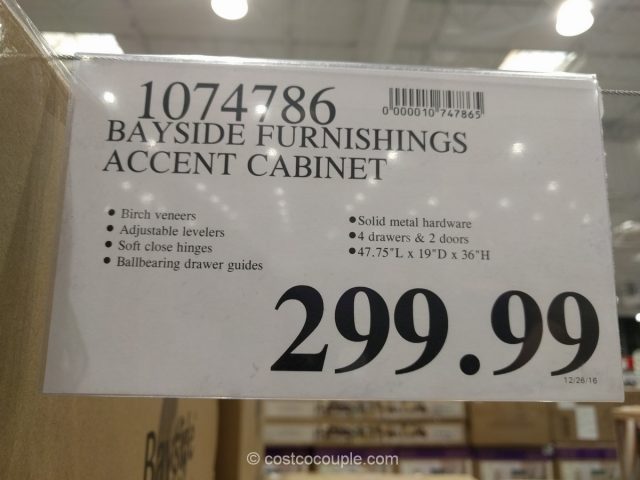 1074786
0"000010"747865"
BAYSIDE FURNISHINGS
ACCENT CABINET
• Birch veneers
• Adjustable levelers
• Soft close hinges
• Ballbearing drawer guides
• Solid metal hardware
• 4 drawers & 2 doors
• 47.75"L x 19"D x 36"H
299.99
12/26/16
Bayside
© costcocouple.com